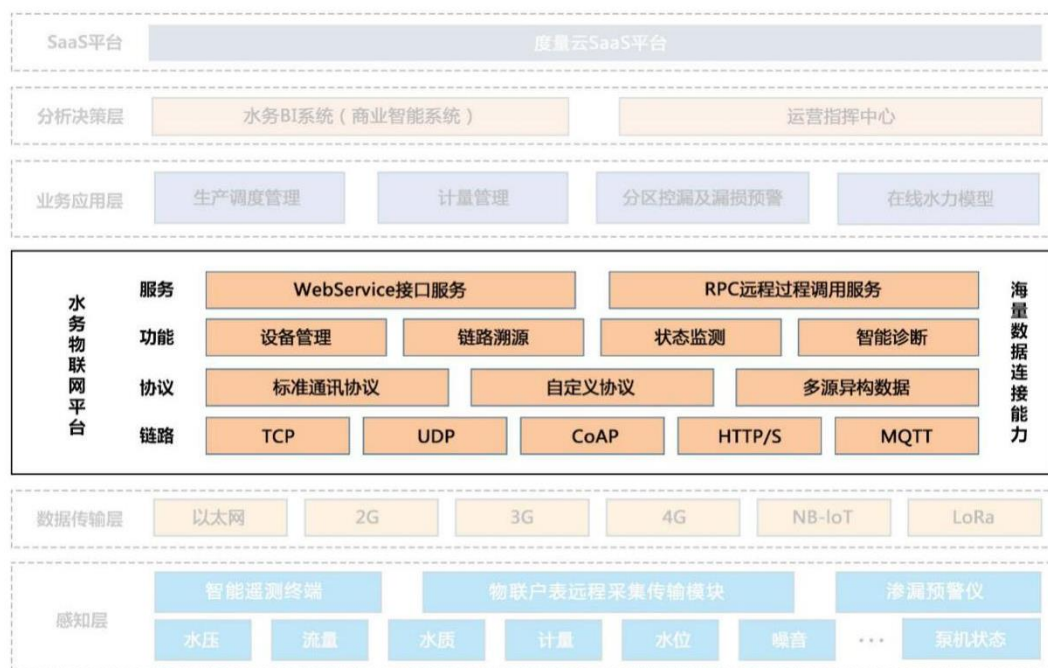 SaaS平台 度量云SaaS平台
分析决策层 水务BI系统（商业智能系统） 运营指挥中心
业务应用层 生产调度管理 计量管理 分区控漏及漏损预警 在线水力模型
水务物联网平台
服务 WebService接口服务 RPC远程过程调用服务
功能 设备管理 链路溯源 状态监测 智能诊断
协议 标准通讯协议 自定义协议 多源异构数据
链路 TCP UDP CoAP HTTP/S MQTT
海量数据连接能力
数据传输层 以太网 2G 3G 4G NB-IoT LoRa
感知层
智能遥测终端 物联户表远程采集传输模块 渗漏预警仪
水压 流量 水质 计量 水位 噪音 ··· 泵机状态